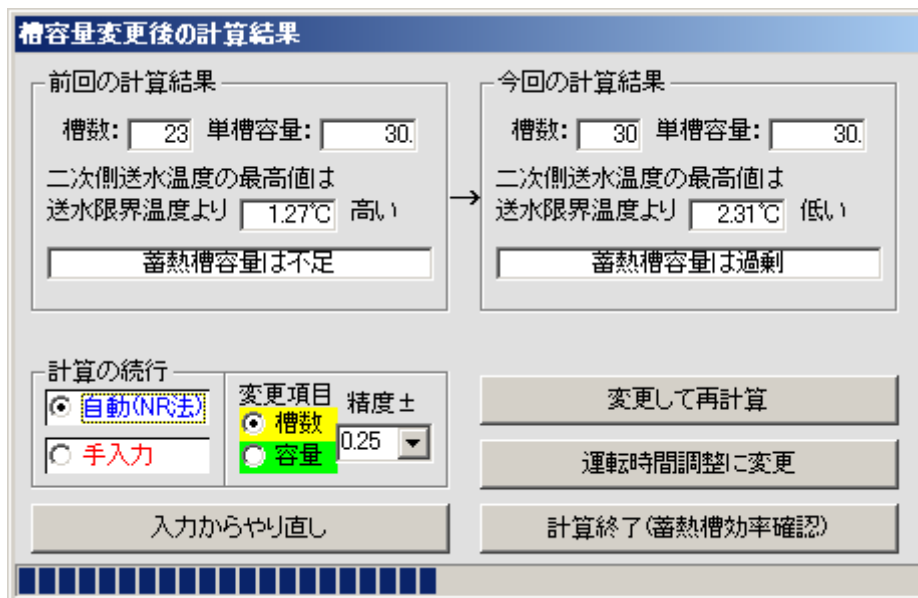 槽容量変更後の計算結果
前回の計算結果
槽数: 23 単槽容量: 30.
二次側送水温度の最高値は
送水限界温度より 1.27℃ 高い
蓄熱槽容量は不足
→
今回の計算結果
槽数: 30 単槽容量: 30.
二次側送水温度の最高値は
送水限界温度より 2.31℃ 低い
蓄熱槽容量は過剰
計算の続行
自動(NR法)
手入力
変更項目
槽数
容量
精度±
0.25
変更して再計算
運転時間調整に変更
入力からやり直し
計算終了(蓄熱槽効率確認)